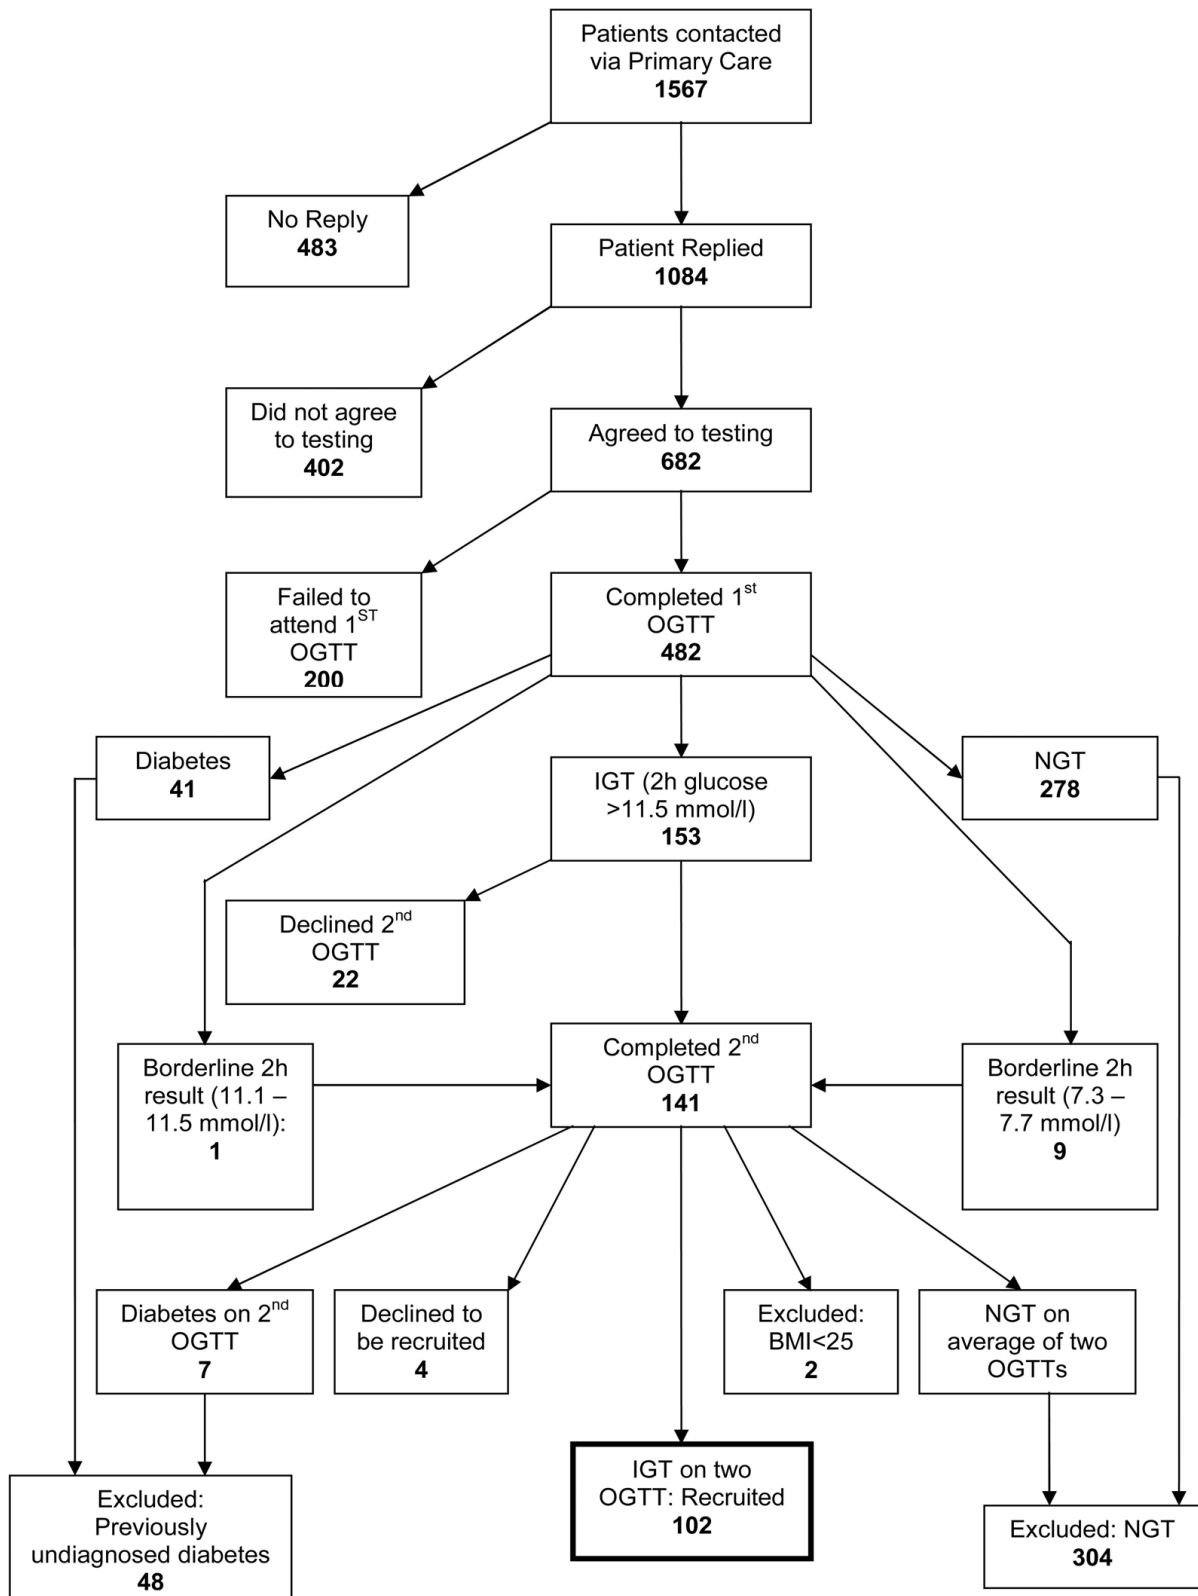 Patients contacted
via Primary Care
1567
No Reply
483
Patient Replied
1084
Did not agree
to testing
402
Agreed to testing
682
Failed to
attend 1ST
OGTT
200
Completed 1st
OGTT
482
Diabetes
41
IGT (2h glucose
>11.5 mmol/l)
153
NGT
278
Declined 2nd
OGTT
22
Borderline 2h
result (11.1 –
11.5 mmol/l):
1
Completed 2nd
OGTT
141
Borderline 2h
result (7.3 –
7.7 mmol/l)
9
Diabetes on 2nd
OGTT
7
Declined to
be recruited
4
Excluded:
BMI<25
2
NGT on
average of two
OGTTs
Excluded:
Previously
undiagnosed diabetes
48
IGT on two
OGTT: Recruited
102
Excluded: NGT
304